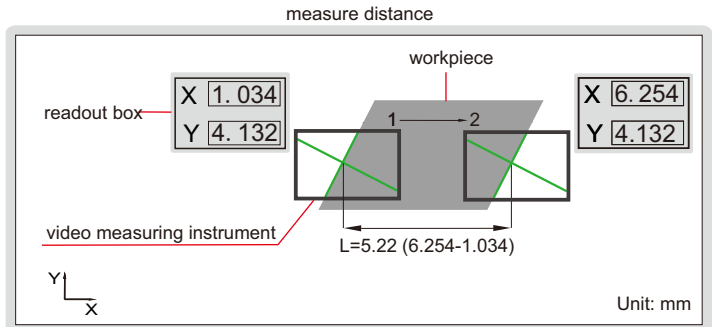 measure distance
workpiece
readout box
X 1.034
Y 4.132
1
2
X 6.254
Y 4.132
video measuring instrument
L=5.22 (6.254-1.034)
Y
X
Unit: mm